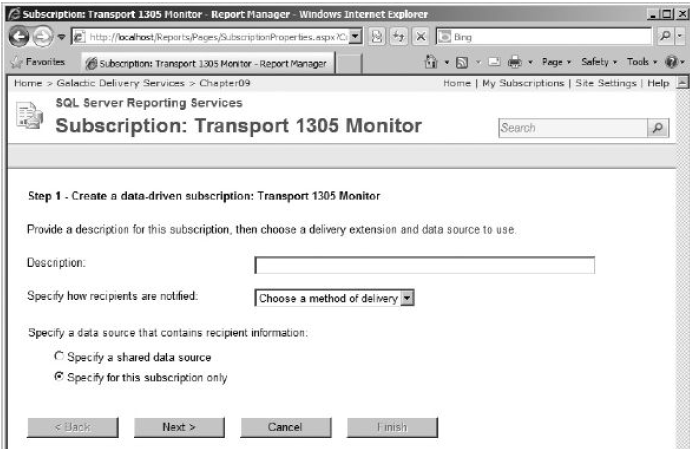 Subscription: Transport 1305 Monitor - Report Manager - Windows Internet Explorer
http://localhost/Reports/Pages/SubscriptionProperties.aspx?C
Bing
Favorites
Subscription: Transport 1305 Monitor - Report Manager
Page
Safety
Tools
Home > Galactic Delivery Services > Chapter09
Home | My Subscriptions | Site Settings | Help
SQL Server Reporting Services
Subscription: Transport 1305 Monitor
Search
Step 1 - Create a data-driven subscription: Transport 1305 Monitor
Provide a description for this subscription, then choose a delivery extension and data source to use.
Description:
Specify how recipients are notified:
Choose a method of delivery
Specify a data source that contains recipient information:
Specify a shared data source
Specify for this subscription only
< Back
Next >
Cancel
Finish